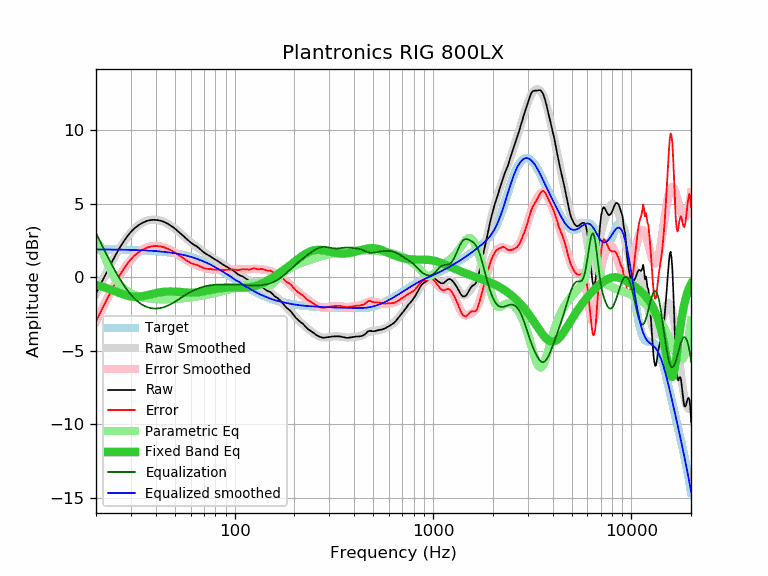 Plantronics RIG 800LX
Amplitude (dBr)
10
5
0
−5
−10
−15
Target
Raw Smoothed
Error Smoothed
Raw
Error
Parametric Eq
Fixed Band Eq
Equalization
Equalized smoothed
100 1000 10000
Frequency (Hz)